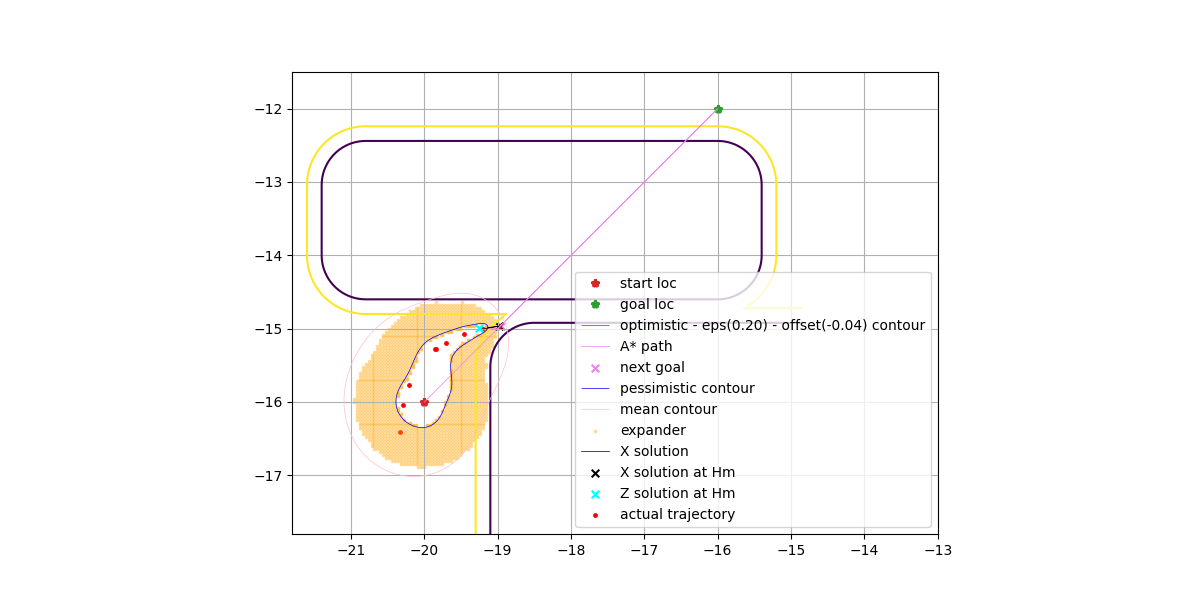 −12
−13
−14
−15
−16
−17
−21
−20
−19
−18
−17
−16
−15
−14
−13
start loc
goal loc
optimistic - eps(0.20) - offset(-0.04) contour
A* path
next goal
pessimistic contour
mean contour
expander
X solution
X solution at Hm
Z solution at Hm
actual trajectory